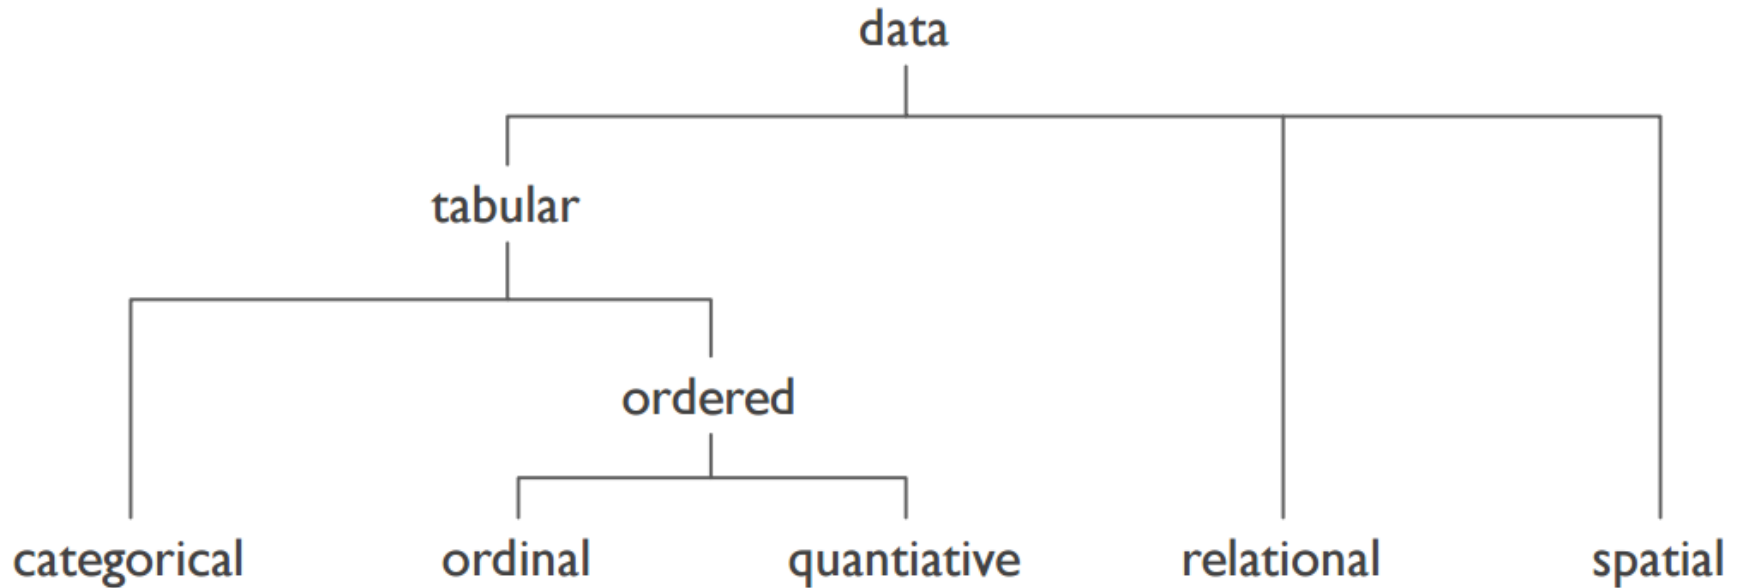 data
tabular
ordered
categorical ordinal quantiative relational spatial